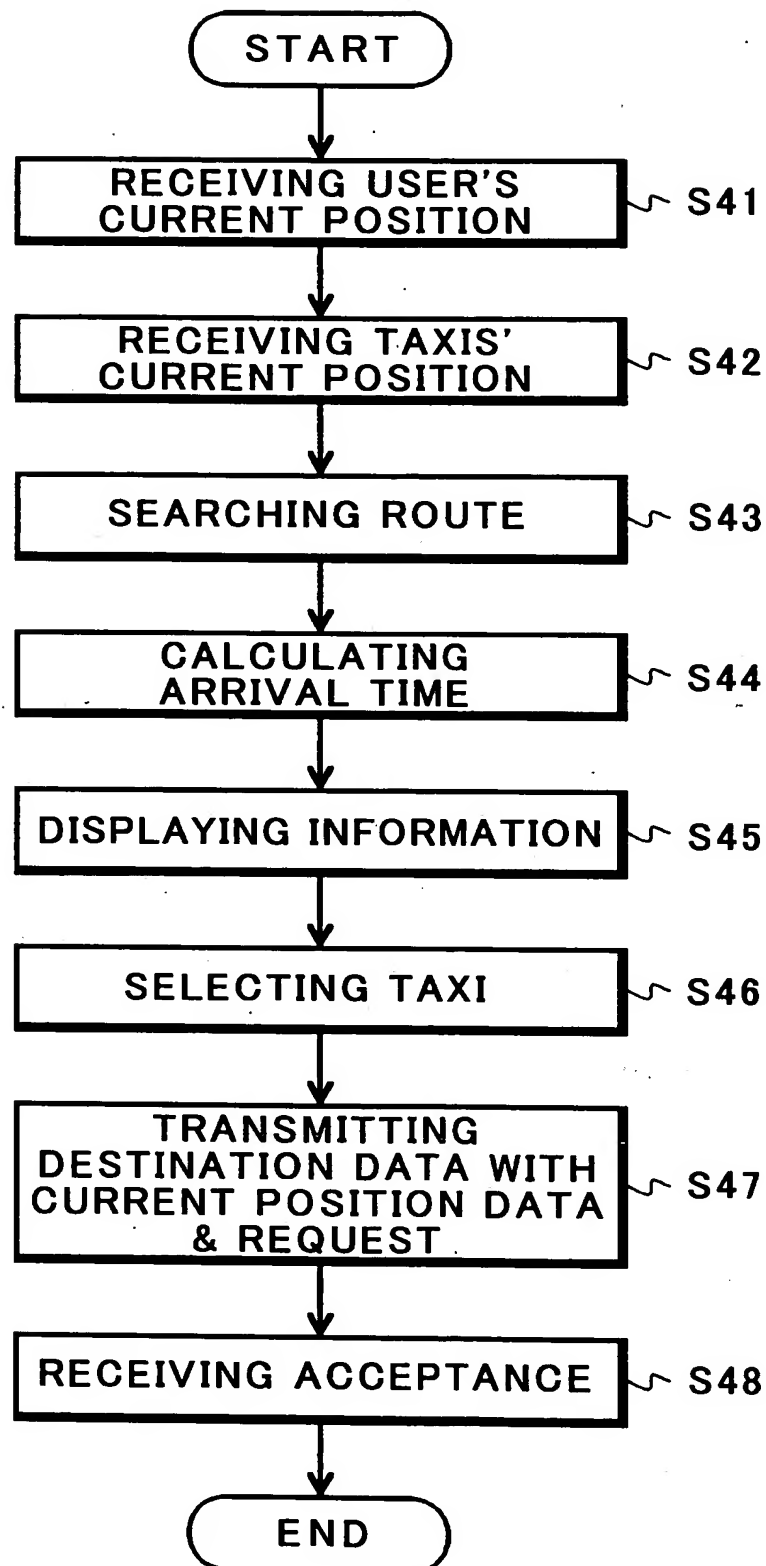 START
RECEIVING USER'S
CURRENT POSITION
S41
RECEIVING TAXIS'
CURRENT POSITION
S42
SEARCHING ROUTE
S43
CALCULATING
ARRIVAL TIME
S44
DISPLAYING INFORMATION
S45
SELECTING TAXI
S46
TRANSMITTING
DESTINATION DATA WITH
CURRENT POSITION DATA
& REQUEST
S47
RECEIVING ACCEPTANCE
S48
END